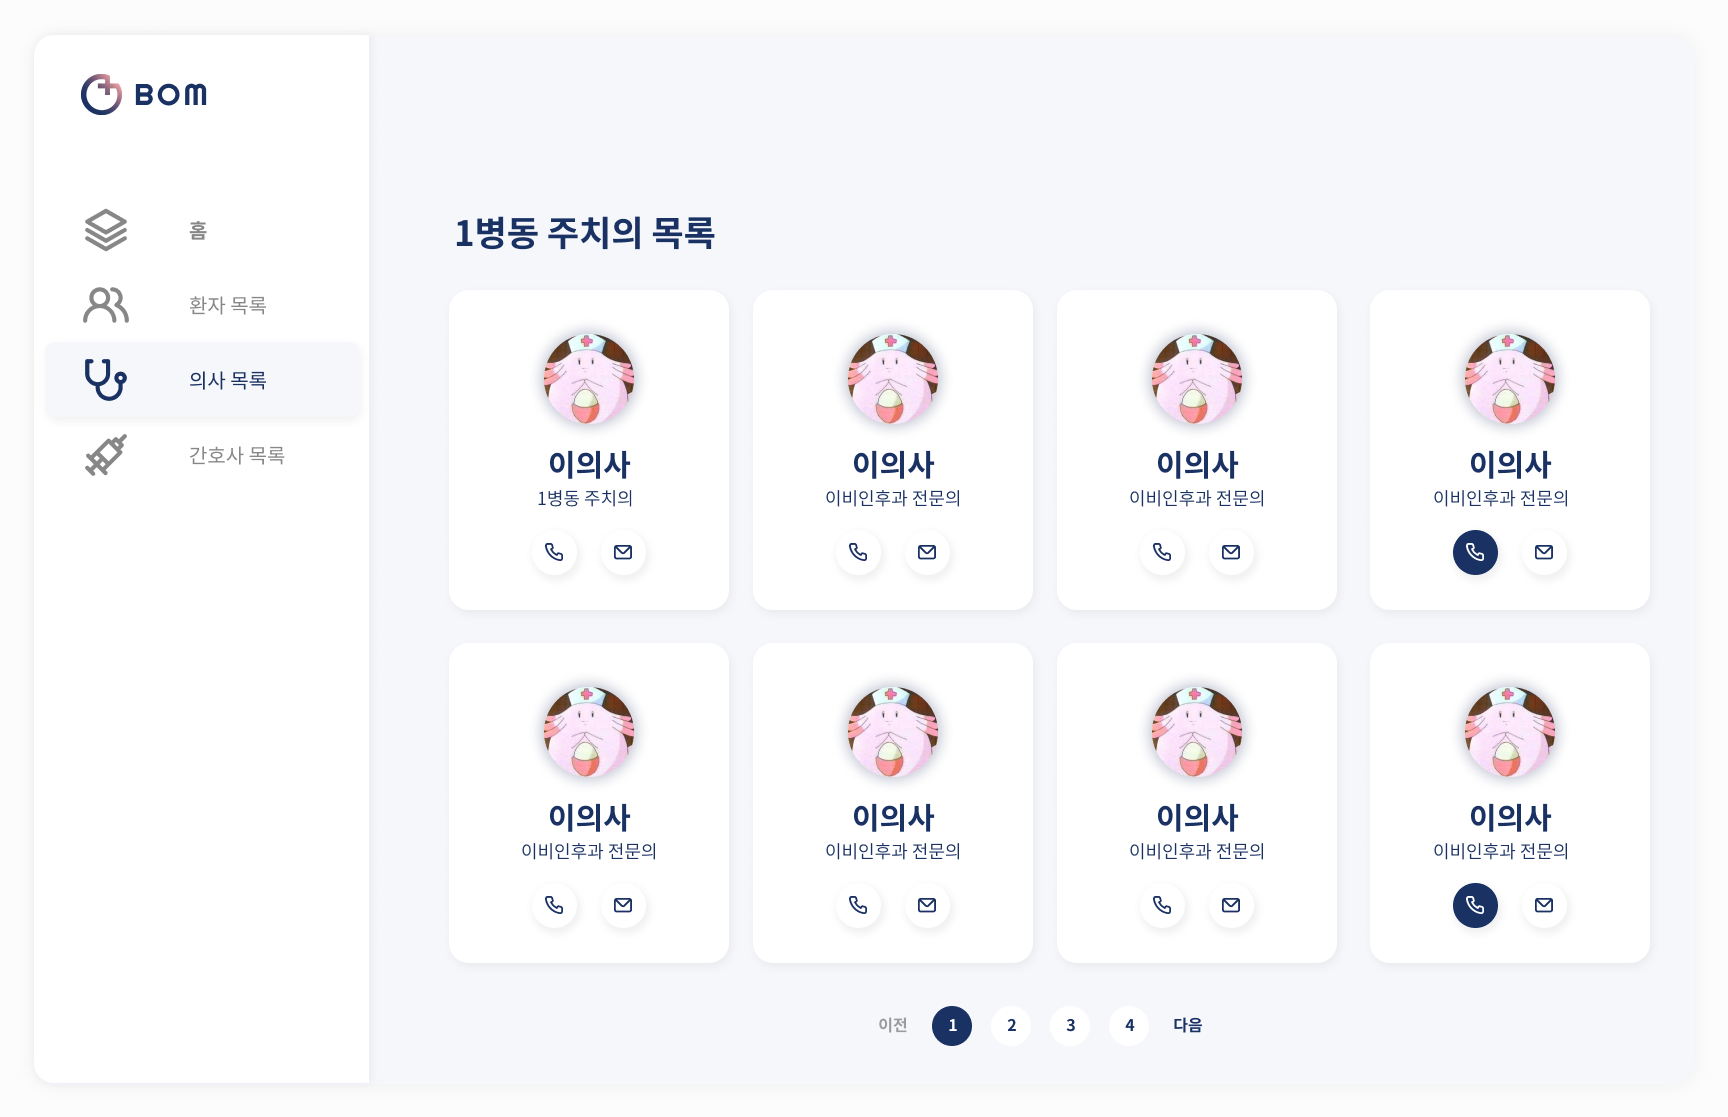 BOM
홈
환자 목록
의사 목록
간호사 목록
1병동 주치의 목록
이의사
1병동 주치의
이의사
이비인후과 전문의
이의사
이비인후과 전문의
이의사
이비인후과 전문의
이의사
이비인후과 전문의
이의사
이비인후과 전문의
이의사
이비인후과 전문의
이의사
이비인후과 전문의
이전 1 2 3 4 다음